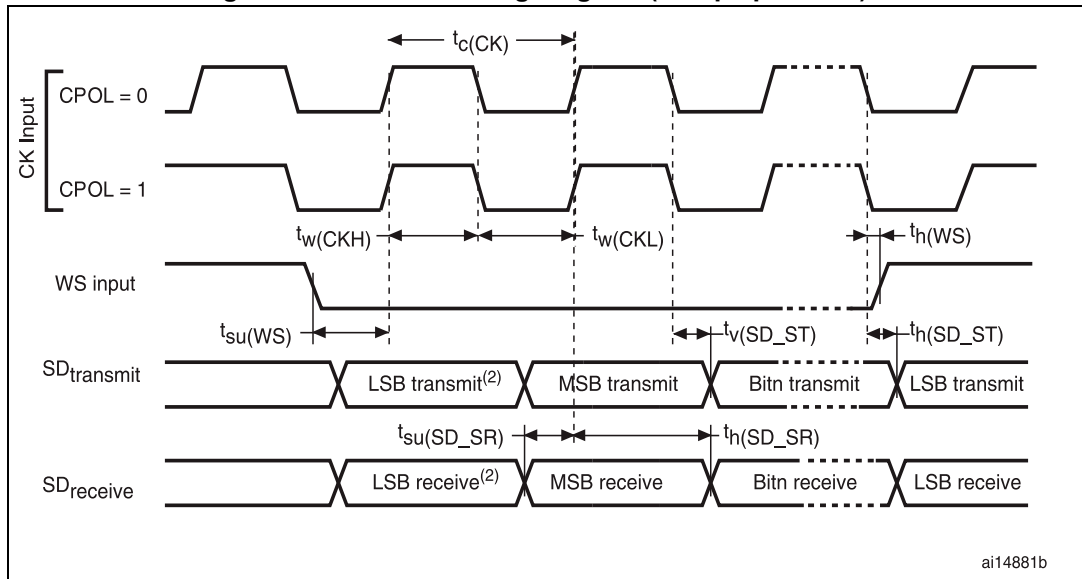 tc(CK)
CK Input
CPOL = 0
CPOL = 1
tw(CKH)
tw(CKL)
th(WS)
WS input
tsu(WS)
tv(SD_ST)
th(SD_ST)
SDtransmit
LSB transmit(2)
MSB transmit
Bitn transmit
LSB transmit
tsu(SD_SR)
th(SD_SR)
SDreceive
LSB receive(2)
MSB receive
Bitn receive
LSB receive
ai14881b